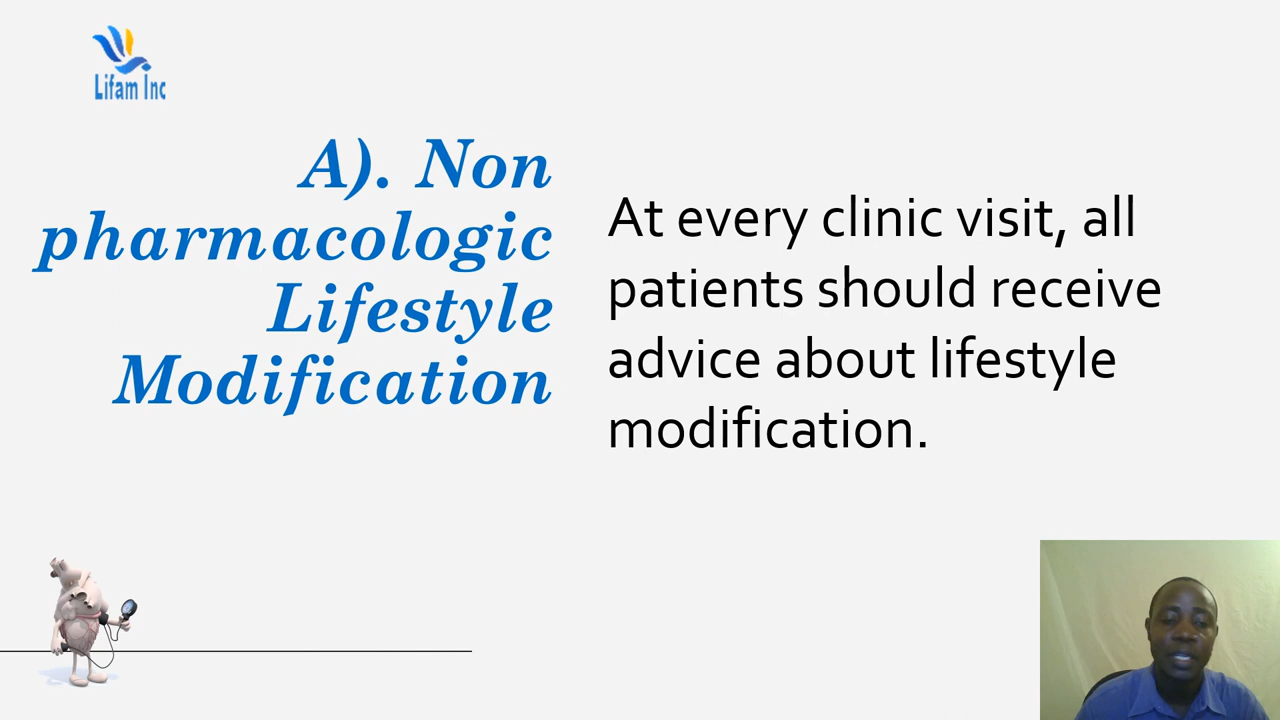 Lifam Inc
A). Non
pharmacologic
Lifestyle
Modification
At every clinic visit, all
patients should receive
advice about lifestyle
modification.